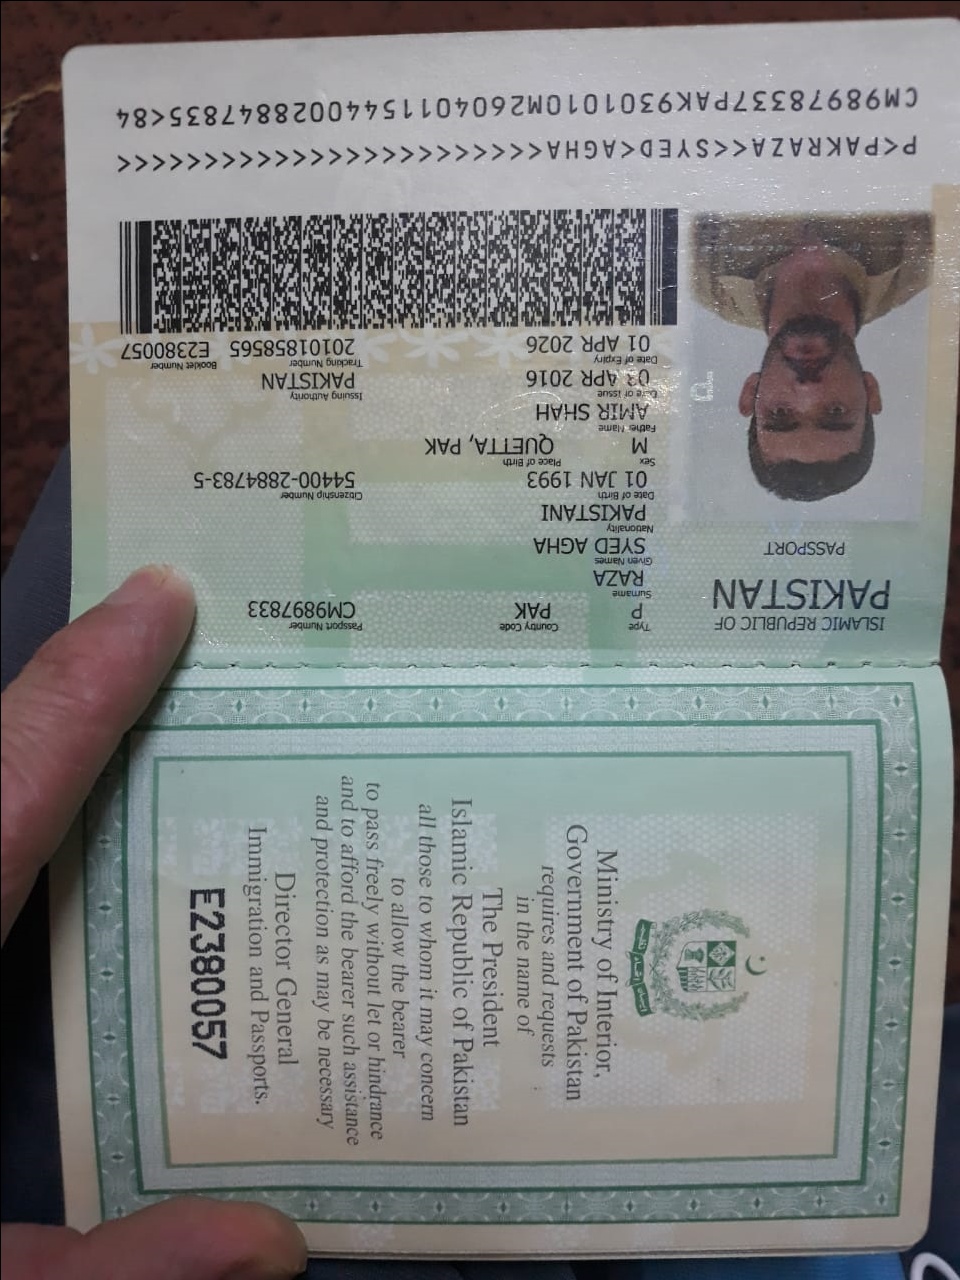 ISLAMIC REPUBLIC OF
PAKISTAN
PASSPORT
Type Country Code Passport Number
P PAK CM9897833
Surname
RAZA
Given Names
SYED AGHA
Nationality
PAKISTANI
Date of Birth Citizenship Number
01 JAN 1993 54400-2884783-5
Sex Place of Birth
M QUETTA, PAK
Father Name
AMIR SHAH
Date of Issue Issuing Authority
03 APR 2016 PAKISTAN
Date of Expiry Tracking Number Booklet Number
01 APR 2026 20101858565 E2380057
P<PAKRAZA<<SYED<AGHA<<<<<<<<<<<<<<<<<<<<<<<<
CM98978337PAK9301010M26040115440028847835<84
Ministry of Interior,
Government of Pakistan
requires and requests
in the name of
The President
Islamic Republic of Pakistan
all those to whom it may concern
to allow the bearer
to pass freely without let or hindrance
and to afford the bearer such assistance
and protection as may be necessary
Director General
Immigration and Passports.
E2380057